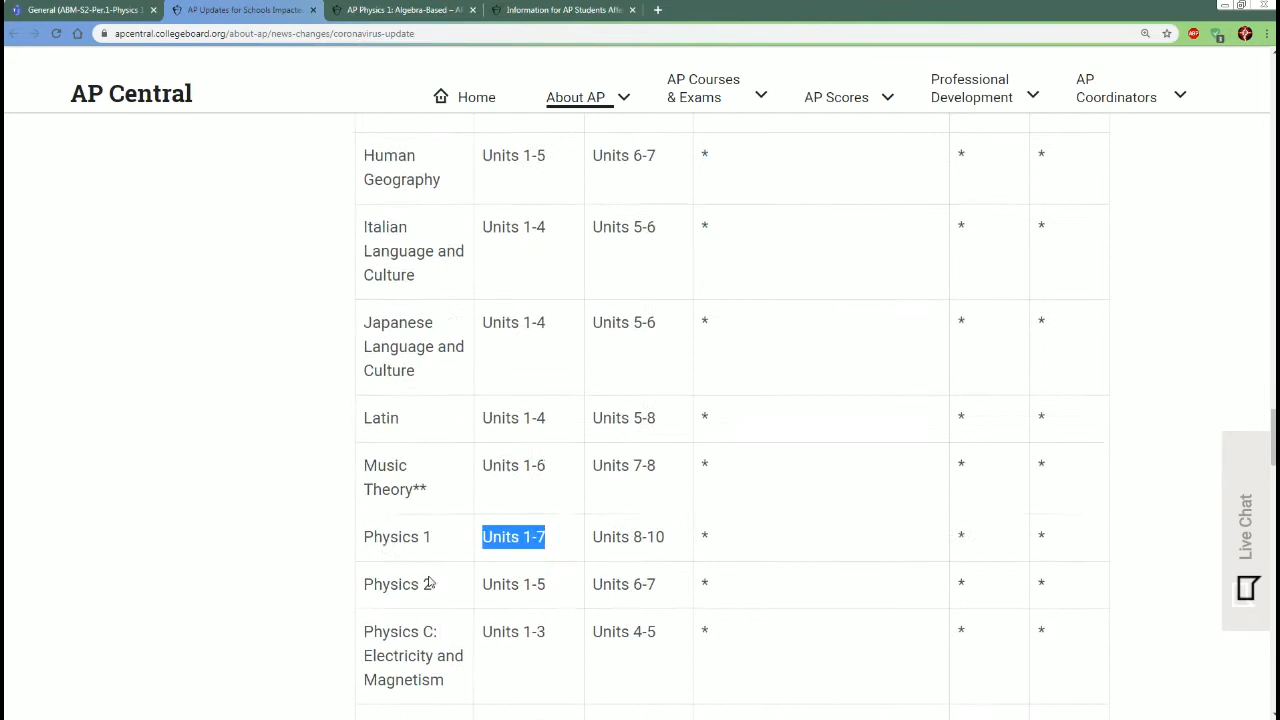 General (ABM-S2-Per.1-Physics 1
AP Updates for Schools Impacte
AP Physics 1: Algebra-Based – A
Information for AP Students Affe
apcentral.collegeboard.org/about-ap/news-changes/coronavirus-update
AP Central
Home
About AP
AP Courses
& Exams
AP Scores
Professional
Development
AP
Coordinators
Human
Geography
Units 1-5
Units 6-7
*
*
*
Italian
Language and
Culture
Units 1-4
Units 5-6
*
*
*
Japanese
Language and
Culture
Units 1-4
Units 5-6
*
*
*
Latin
Units 1-4
Units 5-8
*
*
*
Music
Theory**
Units 1-6
Units 7-8
*
*
*
Physics 1
Units 1-7
Units 8-10
*
*
*
Physics 2
Units 1-5
Units 6-7
*
*
*
Physics C:
Electricity and
Magnetism
Units 1-3
Units 4-5
*
*
*
Live Chat